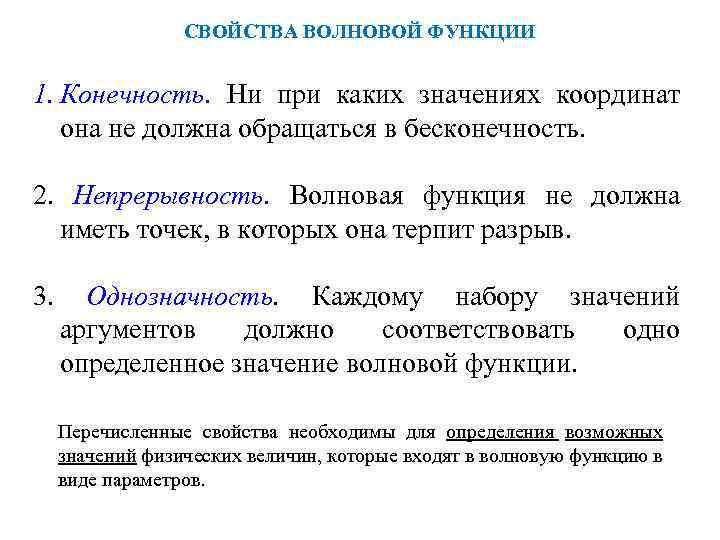 СВОЙСТВА ВОЛНОВОЙ ФУНКЦИИ
1. Конечность. Ни при каких значениях координат
она не должна обращаться в бесконечность.
2. Непрерывность. Волновая функция не должна
иметь точек, в которых она терпит разрыв.
3. Однозначность. Каждому набору значений
аргументов должно соответствовать одно
определенное значение волновой функции.
Перечисленные свойства необходимы для определения возможных
значений физических величин, которые входят в волновую функцию в
виде параметров.